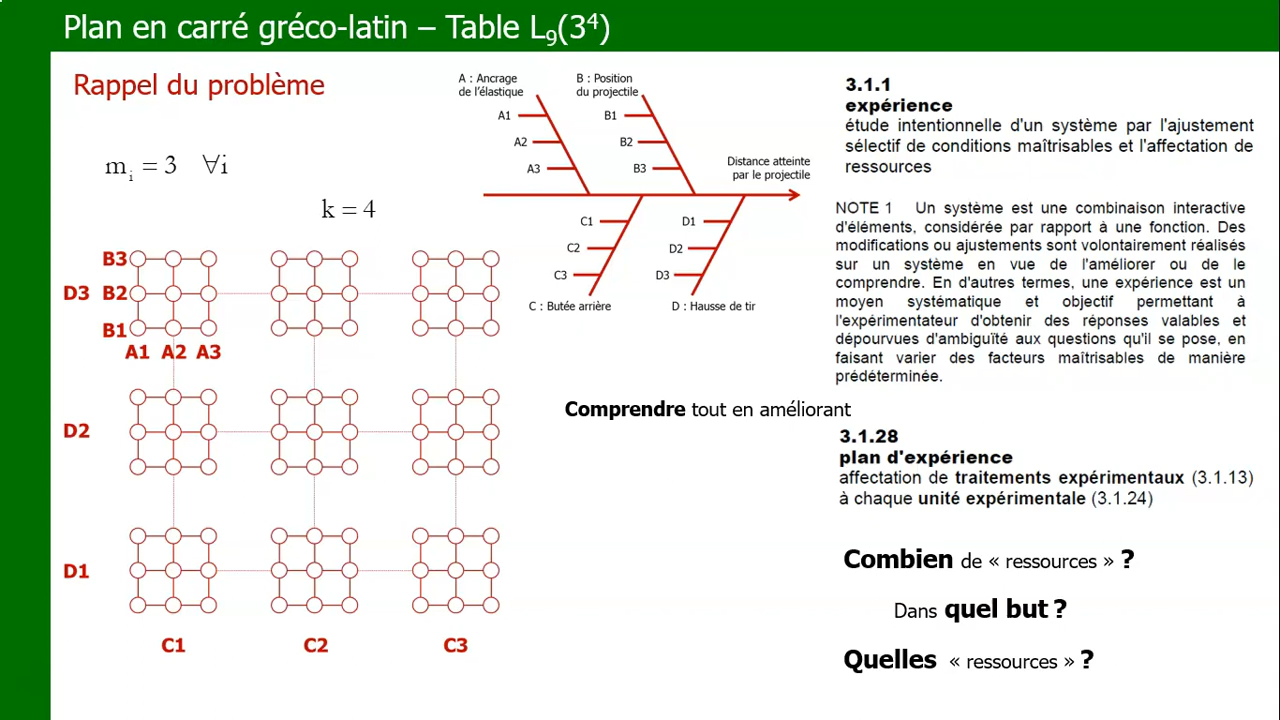 Plan en carré gréco-latin – Table L₉(3⁴)
Rappel du problème
mᵢ = 3 ∀i
k = 4
A : Ancrage
de l'élastique
B : Position
du projectile
A1
A2
A3
B1
B2
B3
Distance atteinte
par le projectile
C1
C2
C3
D1
D2
D3
C : Butée arrière
D : Hausse de tir
B3
D3 B2
B1
A1 A2 A3
D2
D1
C1 C2 C3
Comprendre tout en améliorant
3.1.1
expérience
étude intentionnelle d'un système par l'ajustement
sélectif de conditions maîtrisables et l'affectation de
ressources
NOTE 1 Un système est une combinaison interactive
d'éléments, considérée par rapport à une fonction. Des
modifications ou ajustements sont volontairement réalisés
sur un système en vue de l'améliorer ou de le
comprendre. En d'autres termes, une expérience est un
moyen systématique et objectif permettant à
l'expérimentateur d'obtenir des réponses valables et
dépourvues d'ambiguïté aux questions qu'il se pose, en
faisant varier des facteurs maîtrisables de manière
prédéterminée.
3.1.28
plan d'expérience
affectation de traitements expérimentaux (3.1.13)
à chaque unité expérimentale (3.1.24)
Combien de « ressources » ?
Dans quel but ?
Quelles « ressources » ?